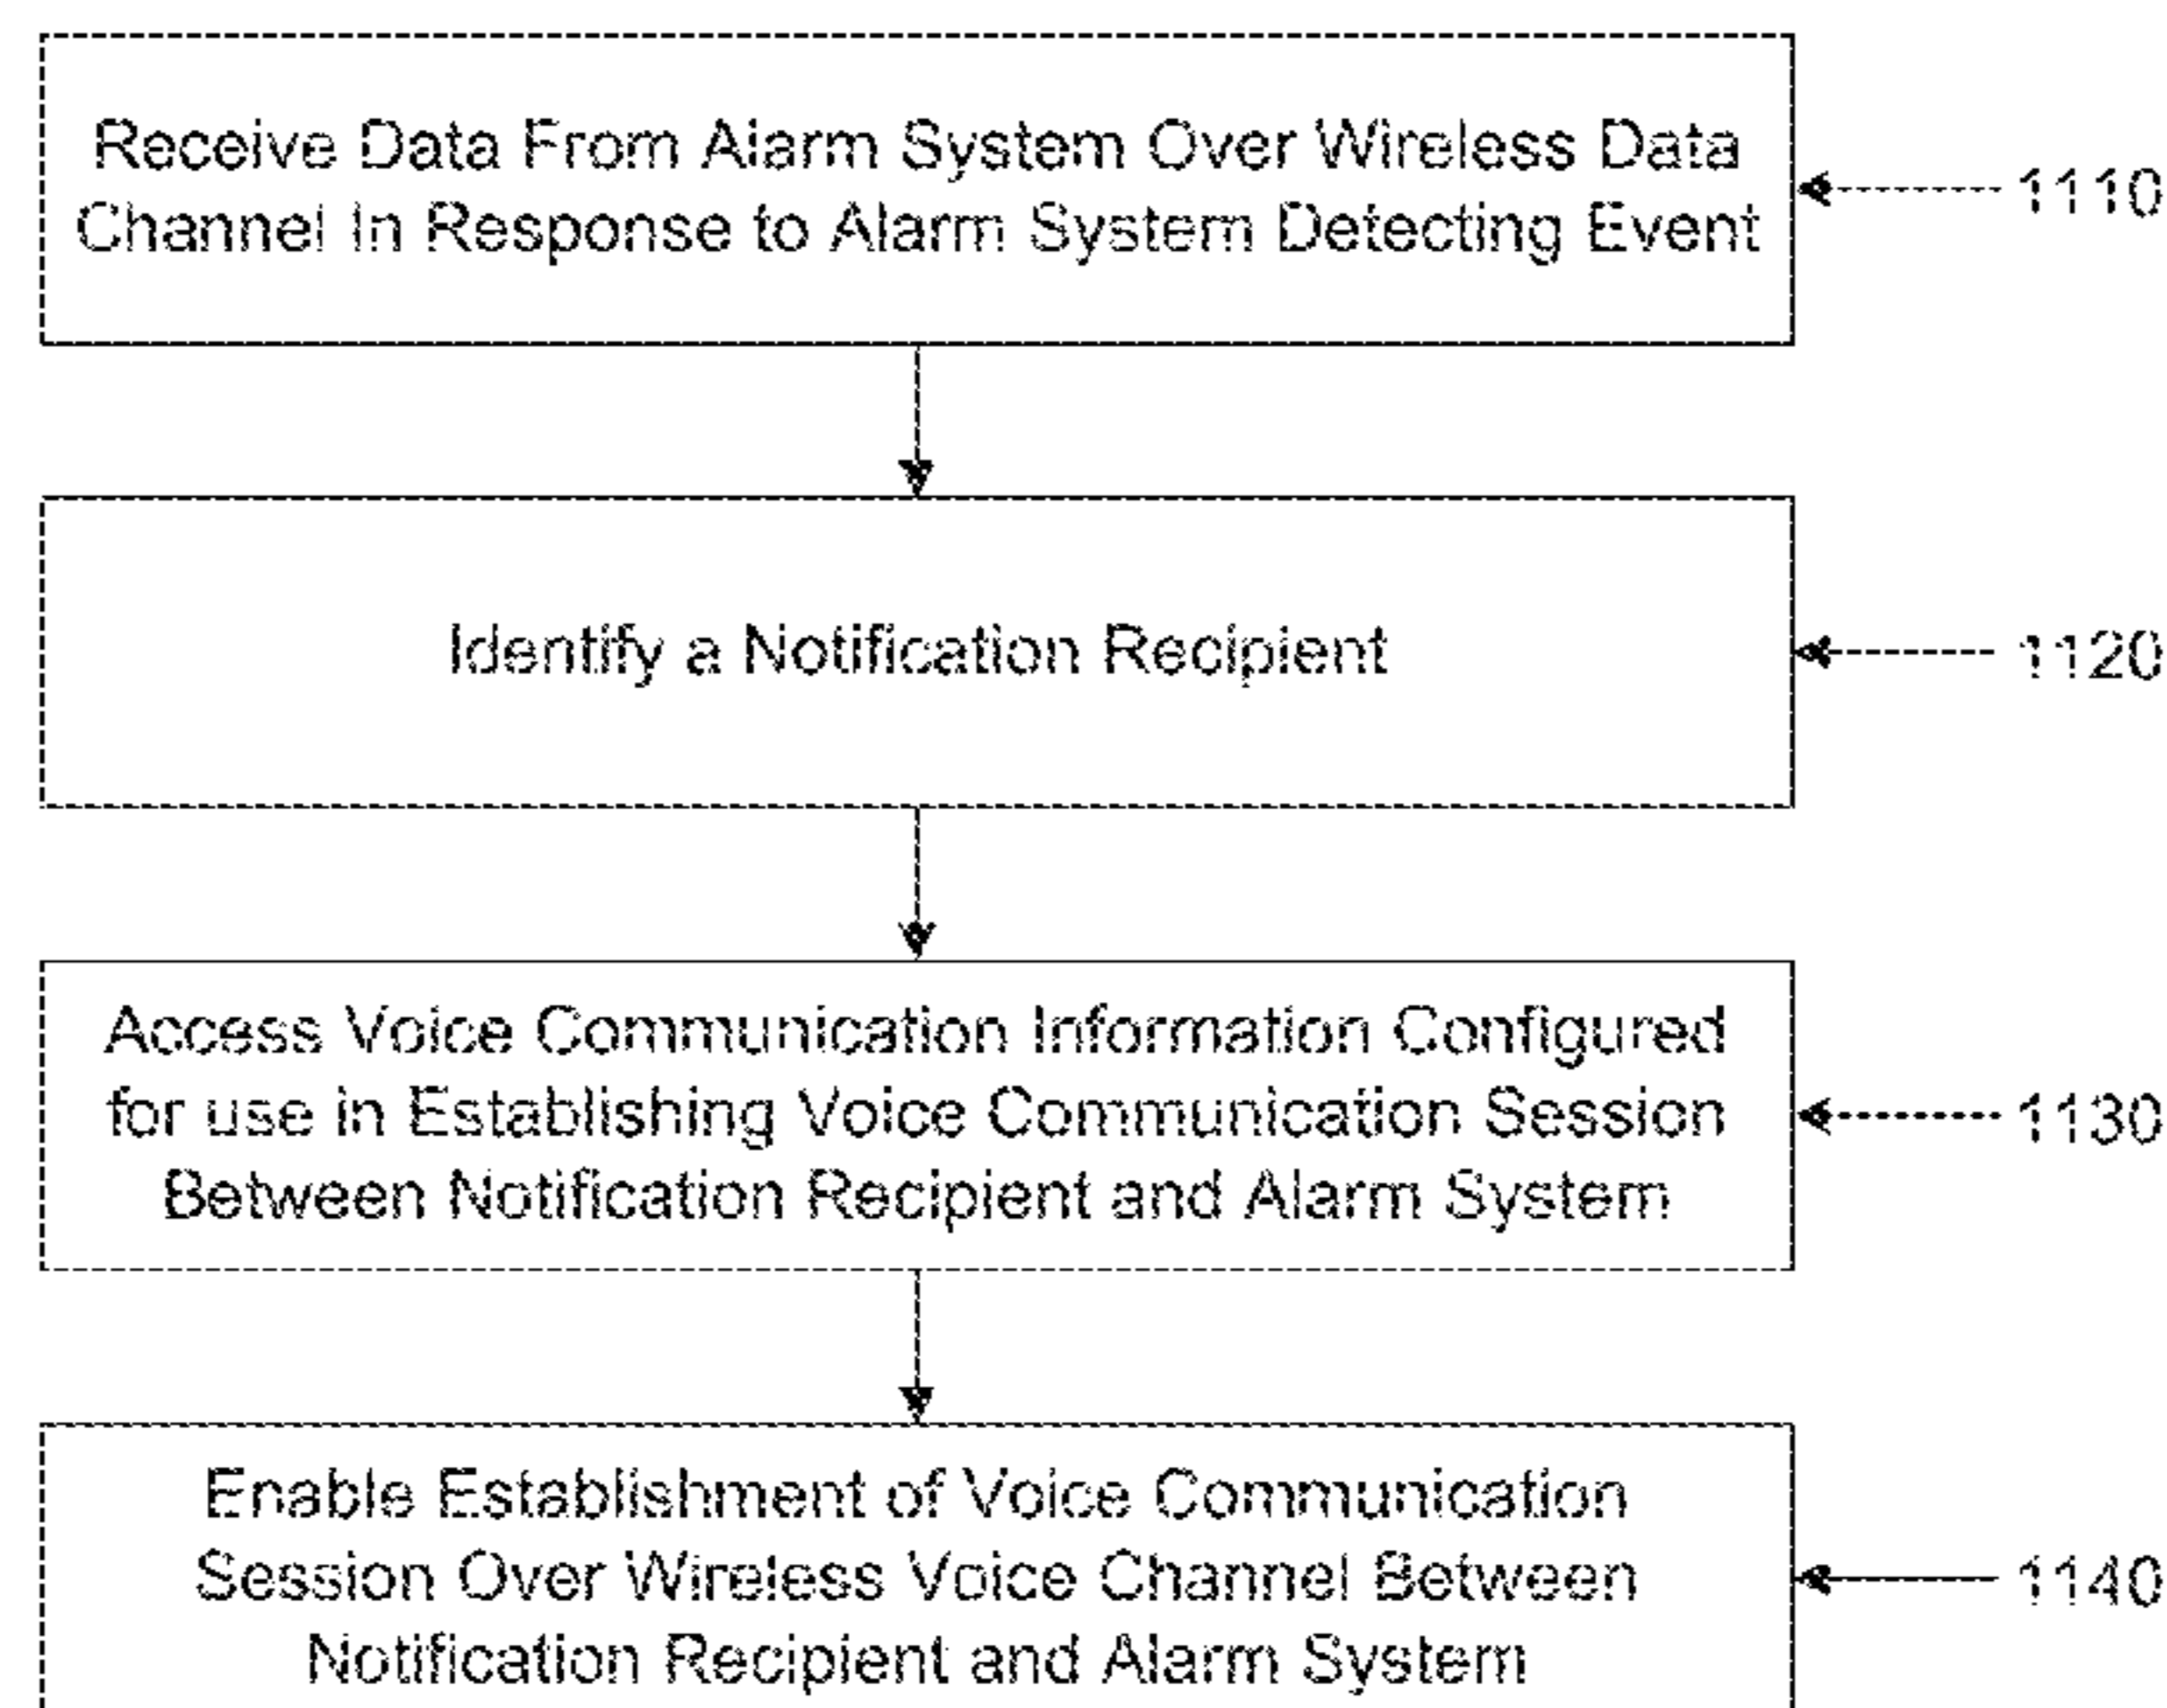 Receive Data From Alarm System Over Wireless Data
Channel In Response to Alarm System Detecting Event
1110
Identify a Notification Recipient
1120
Access Voice Communication Information Configured
for use in Establishing Voice Communication Session
Between Notification Recipient and Alarm System
1130
Enable Establishment of Voice Communication
Session Over Wireless Voice Channel Between
Notification Recipient and Alarm System
1140